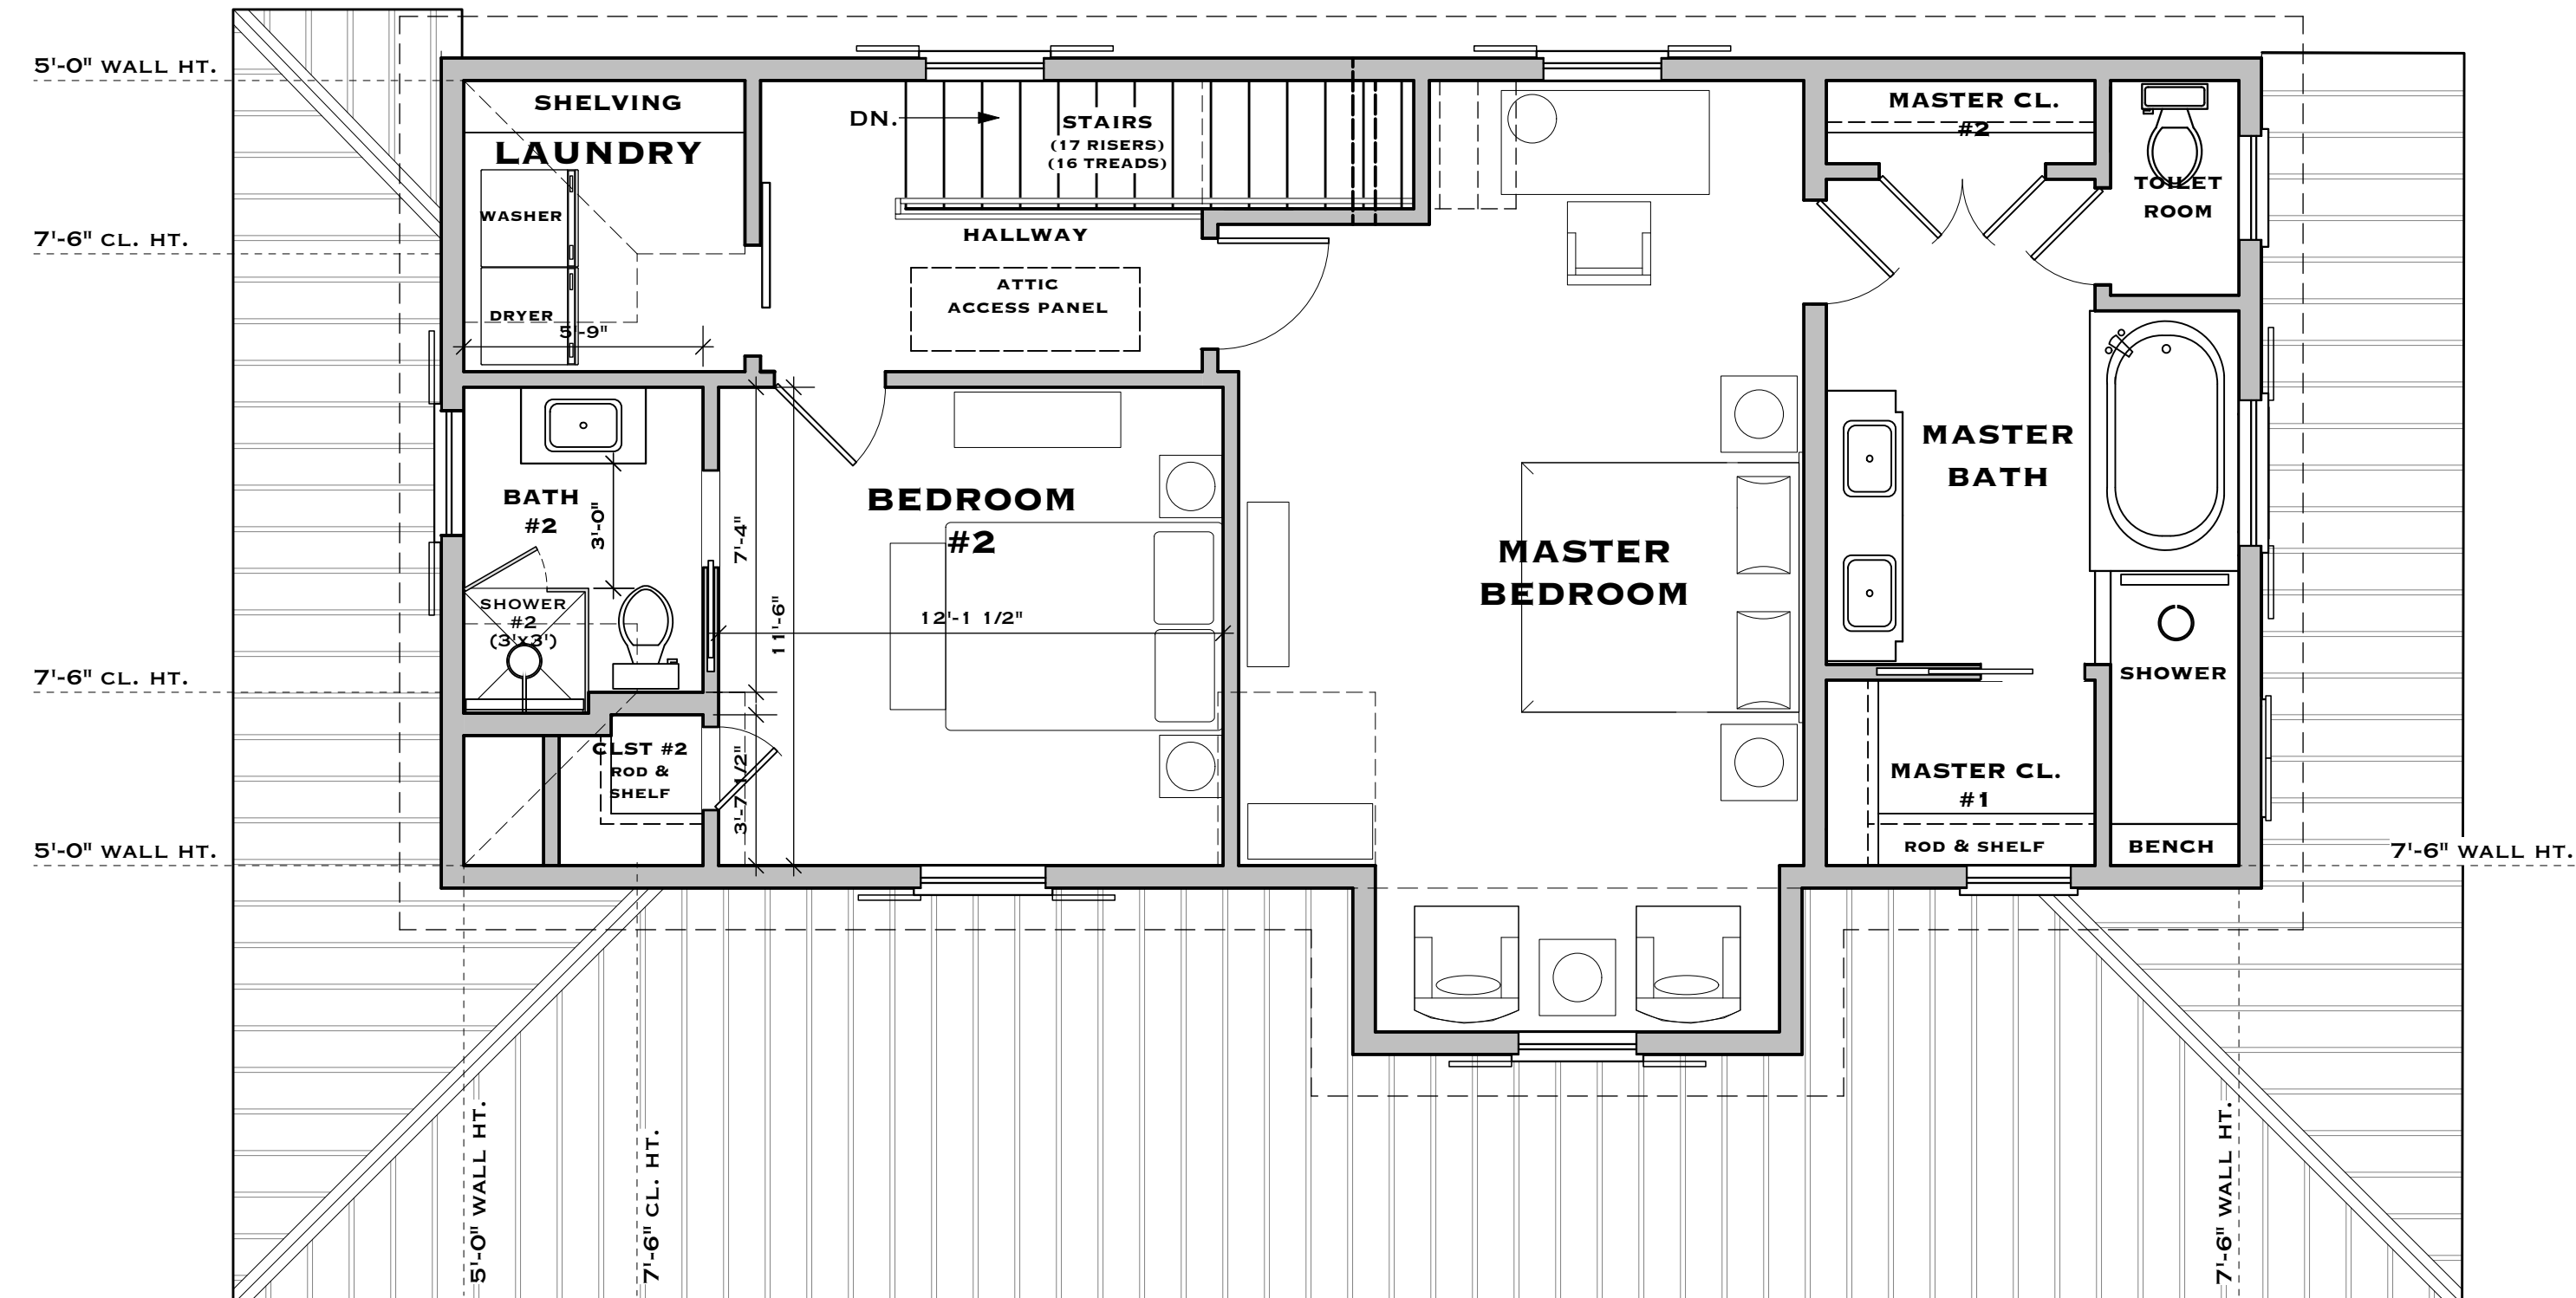 5'-0" WALL HT.
SHELVING
MASTER CL.
#2
LAUNDRY
DN.
STAIRS
(17 RISERS)
(16 TREADS)
TOILET
ROOM
WASHER
7'-6" CL. HT.
HALLWAY
ATTIC
ACCESS PANEL
DRYER
5'-9"
MASTER
BATH
BATH
#2
3'-0"
7'-4"
11'-6"
BEDROOM
#2
MASTER
BEDROOM
SHOWER
#2
(3'x3')
12'-1 1/2"
7'-6" CL. HT.
SHOWER
CLST #2
ROD &
SHELF
3'-7 1/2"
MASTER CL.
#1
ROD & SHELF
BENCH
5'-0" WALL HT.
7'-6" WALL HT.
5'-0" WALL HT.
7'-6" CL. HT.
7'-6" WALL HT.